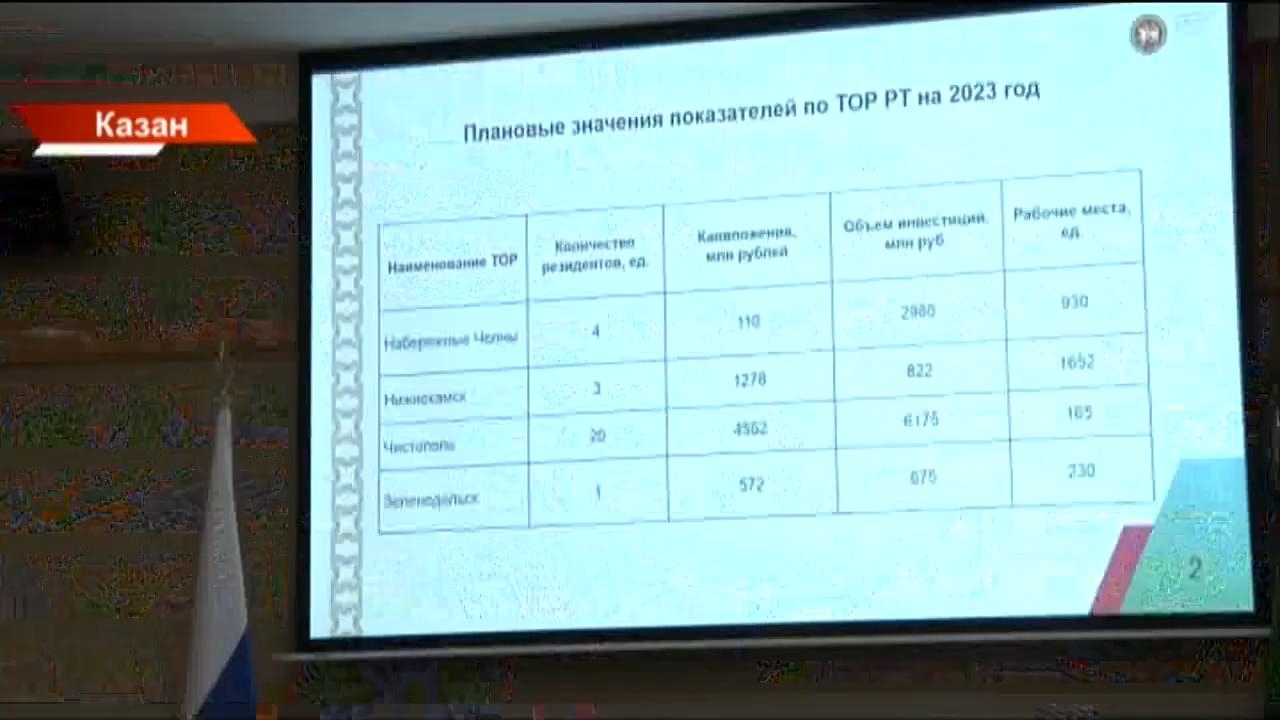 Казан
Плановые значения показателей по ТОР РТ на 2023 год
Наименование ТОР
Количество
резидентов, ед.
Капвложения,
млн рублей
Объем инвестиций,
млн руб
Рабочие места,
ед.
Набережные Челны
4
110
2980
930
Нижнекамск
3
1278
822
1652
Чистополь
20
6175
165
Зеленодольск
1
572
675
230
2